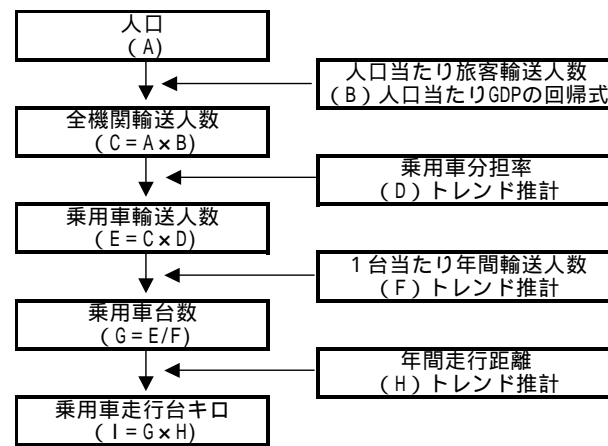 人口
(A)
人口当たり旅客輸送人数
(B)人口当たりGDPの回帰式
全機関輸送人数
(C=A×B)
乗用車分担率
(D)トレンド推計
乗用車輸送人数
(E=C×D)
1台当たり年間輸送人数
(F)トレンド推計
乗用車台数
(G=E/F)
年間走行距離
(H)トレンド推計
乗用車走行台キロ
(I=G×H)